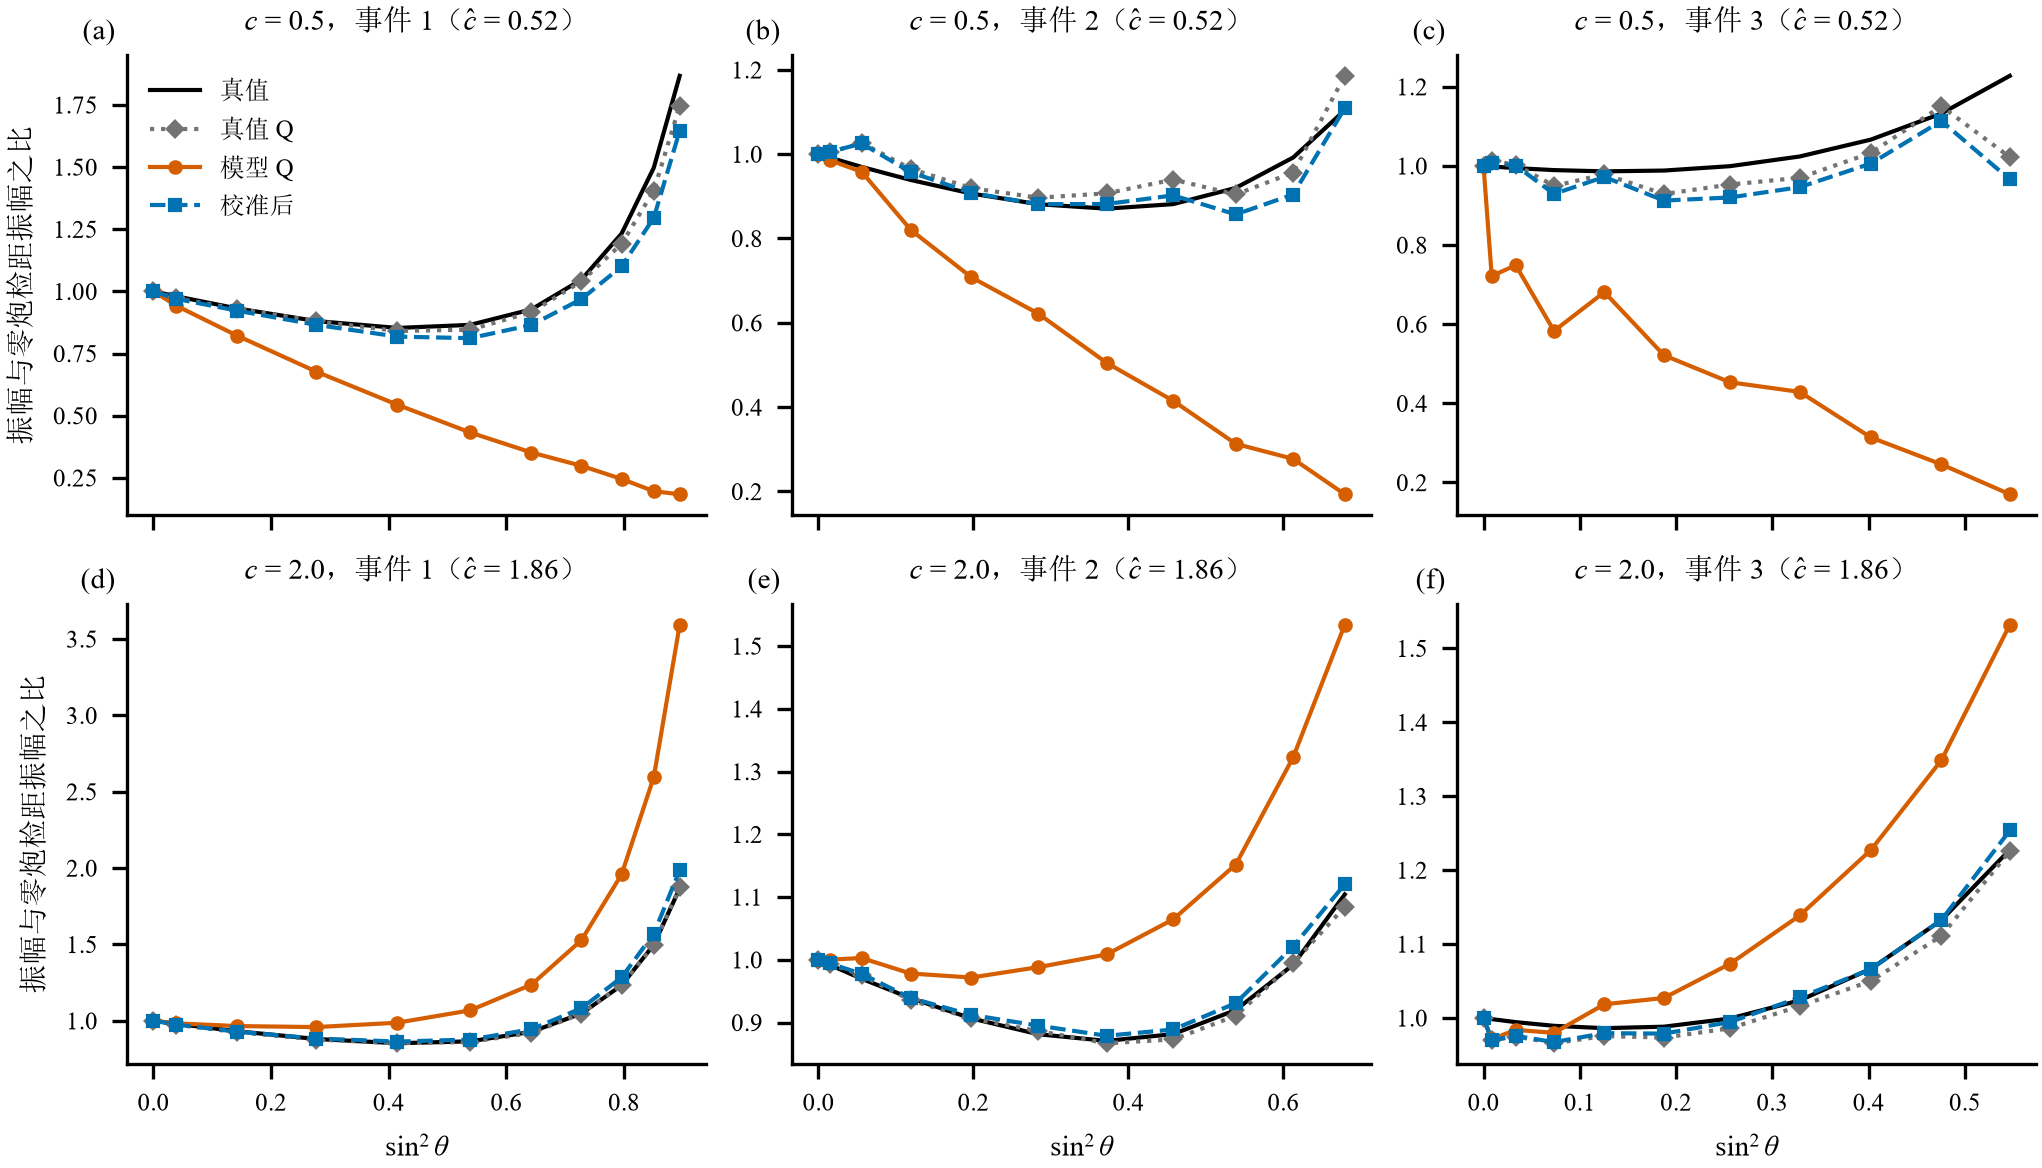 (a)
c = 0.5，事件 1（ĉ = 0.52）
(b)
c = 0.5，事件 2（ĉ = 0.52）
(c)
c = 0.5，事件 3（ĉ = 0.52）
振幅与零炮检距振幅之比
1.75
1.50
1.25
1.00
0.75
0.50
0.25
真值
真值 Q
模型 Q
校准后
1.2
1.0
0.8
0.6
0.4
0.2
1.2
1.0
0.8
0.6
0.4
0.2
(d)
c = 2.0，事件 1（ĉ = 1.86）
(e)
c = 2.0，事件 2（ĉ = 1.86）
(f)
c = 2.0，事件 3（ĉ = 1.86）
振幅与零炮检距振幅之比
3.5
3.0
2.5
2.0
1.5
1.0
0.0 0.2 0.4 0.6 0.8
sin² θ
1.5
1.4
1.3
1.2
1.1
1.0
0.9
0.0 0.2 0.4 0.6
sin² θ
1.5
1.4
1.3
1.2
1.1
1.0
0.0 0.1 0.2 0.3 0.4 0.5
sin² θ